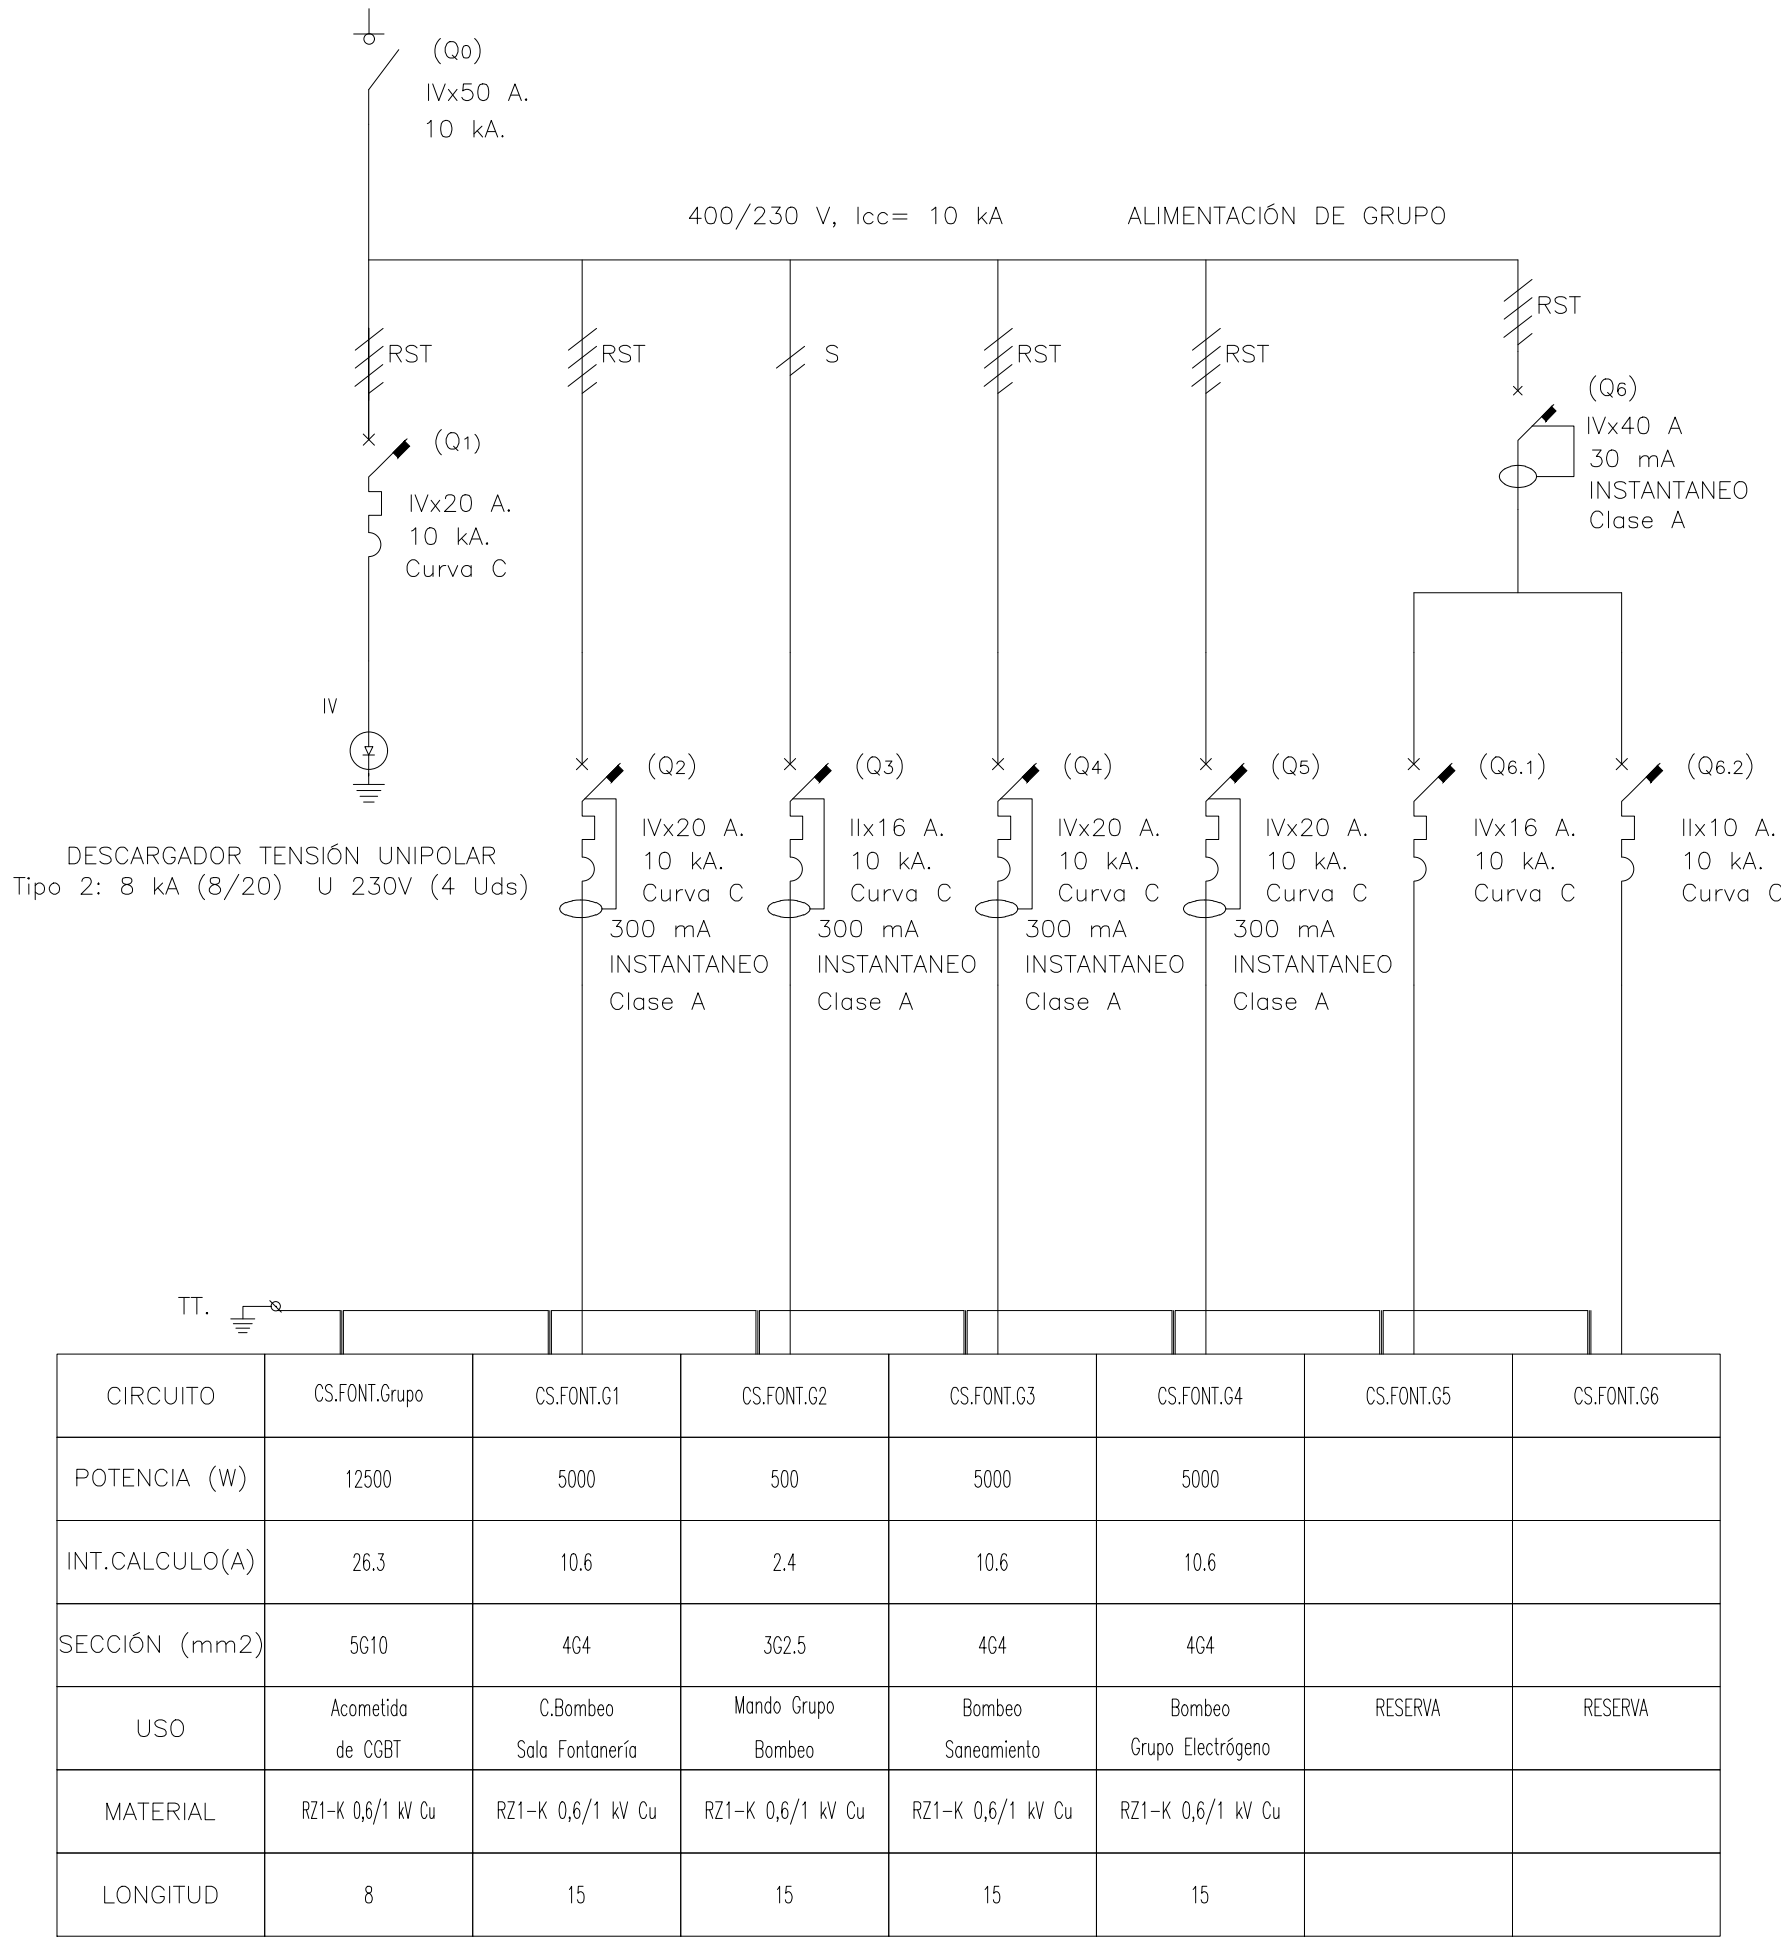 (Q0)
IVx50 A.
10 kA.
400/230 V, Icc= 10 kA
ALIMENTACIÓN DE GRUPO
RST
RST
S
RST
RST
RST
(Q1)
IVx20 A.
10 kA.
Curva C
(Q6)
IVx40 A
30 mA
INSTANTANEO
Clase A
IV
DESCARGADOR TENSIÓN UNIPOLAR
Tipo 2: 8 kA (8/20) U 230V (4 Uds)
(Q2)
IVx20 A.
10 kA.
Curva C
300 mA
INSTANTANEO
Clase A
(Q3)
IIx16 A.
10 kA.
Curva C
300 mA
INSTANTANEO
Clase A
(Q4)
IVx20 A.
10 kA.
Curva C
300 mA
INSTANTANEO
Clase A
(Q5)
IVx20 A.
10 kA.
Curva C
300 mA
INSTANTANEO
Clase A
(Q6.1)
IVx16 A.
10 kA.
Curva C
(Q6.2)
IIx10 A.
10 kA.
Curva C
TT.
CIRCUITO CS.FONT.Grupo CS.FONT.G1 CS.FONT.G2 CS.FONT.G3 CS.FONT.G4 CS.FONT.G5 CS.FONT.G6
POTENCIA (W) 12500 5000 500 5000 5000
INT.CALCULO(A) 26.3 10.6 2.4 10.6 10.6
SECCIÓN (mm2) 5G10 4G4 3G2.5 4G4 4G4
USO
Acometida
de CGBT
C.Bombeo
Sala Fontanería
Mando Grupo
Bombeo
Bombeo
Saneamiento
Bombeo
Grupo Electrógeno
RESERVA
RESERVA
MATERIAL RZ1-K 0,6/1 kV Cu RZ1-K 0,6/1 kV Cu RZ1-K 0,6/1 kV Cu RZ1-K 0,6/1 kV Cu RZ1-K 0,6/1 kV Cu
LONGITUD 8 15 15 15 15